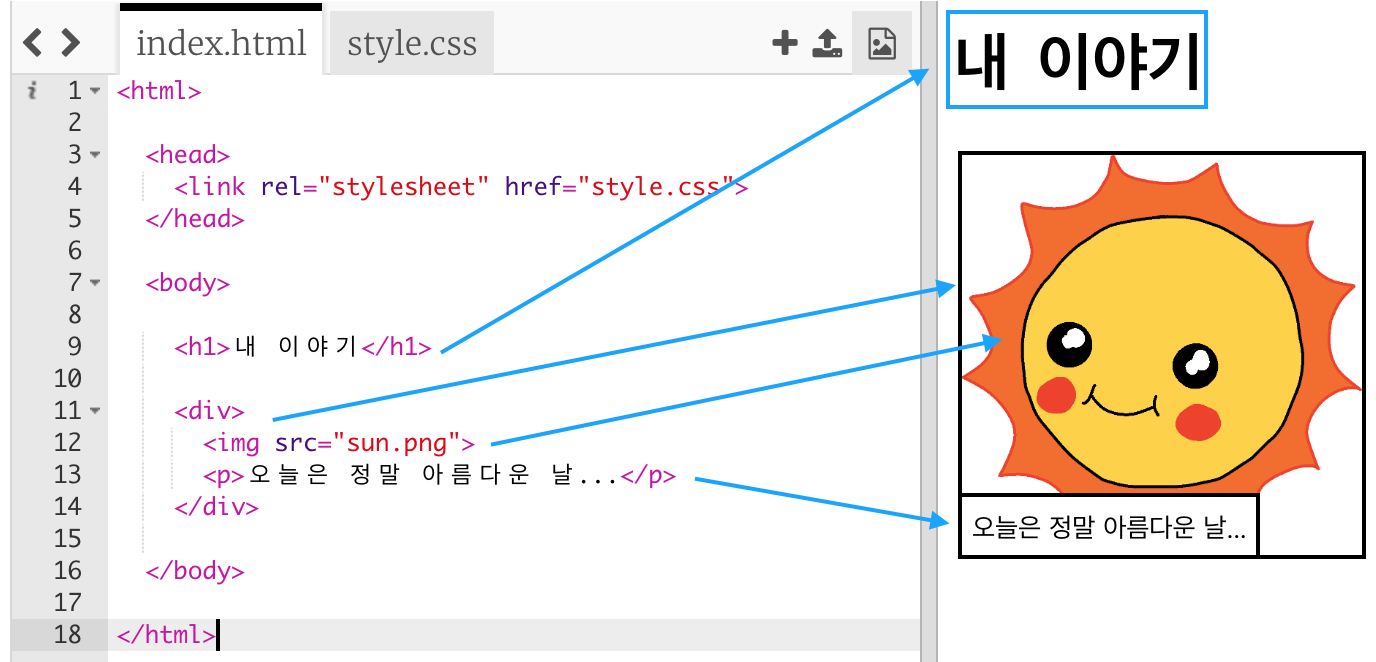 index.html style.css
i 1 <html>
2
3 <head>
4 <link rel="stylesheet" href="style.css">
5 </head>
6
7 <body>
8
9 <h1>내 이야기</h1>
10
11 <div>
12 <img src="sun.png">
13 <p>오늘은 정말 아름다운 날...</p>
14 </div>
15
16 </body>
17
18 </html>
내 이야기
오늘은 정말 아름다운 날...